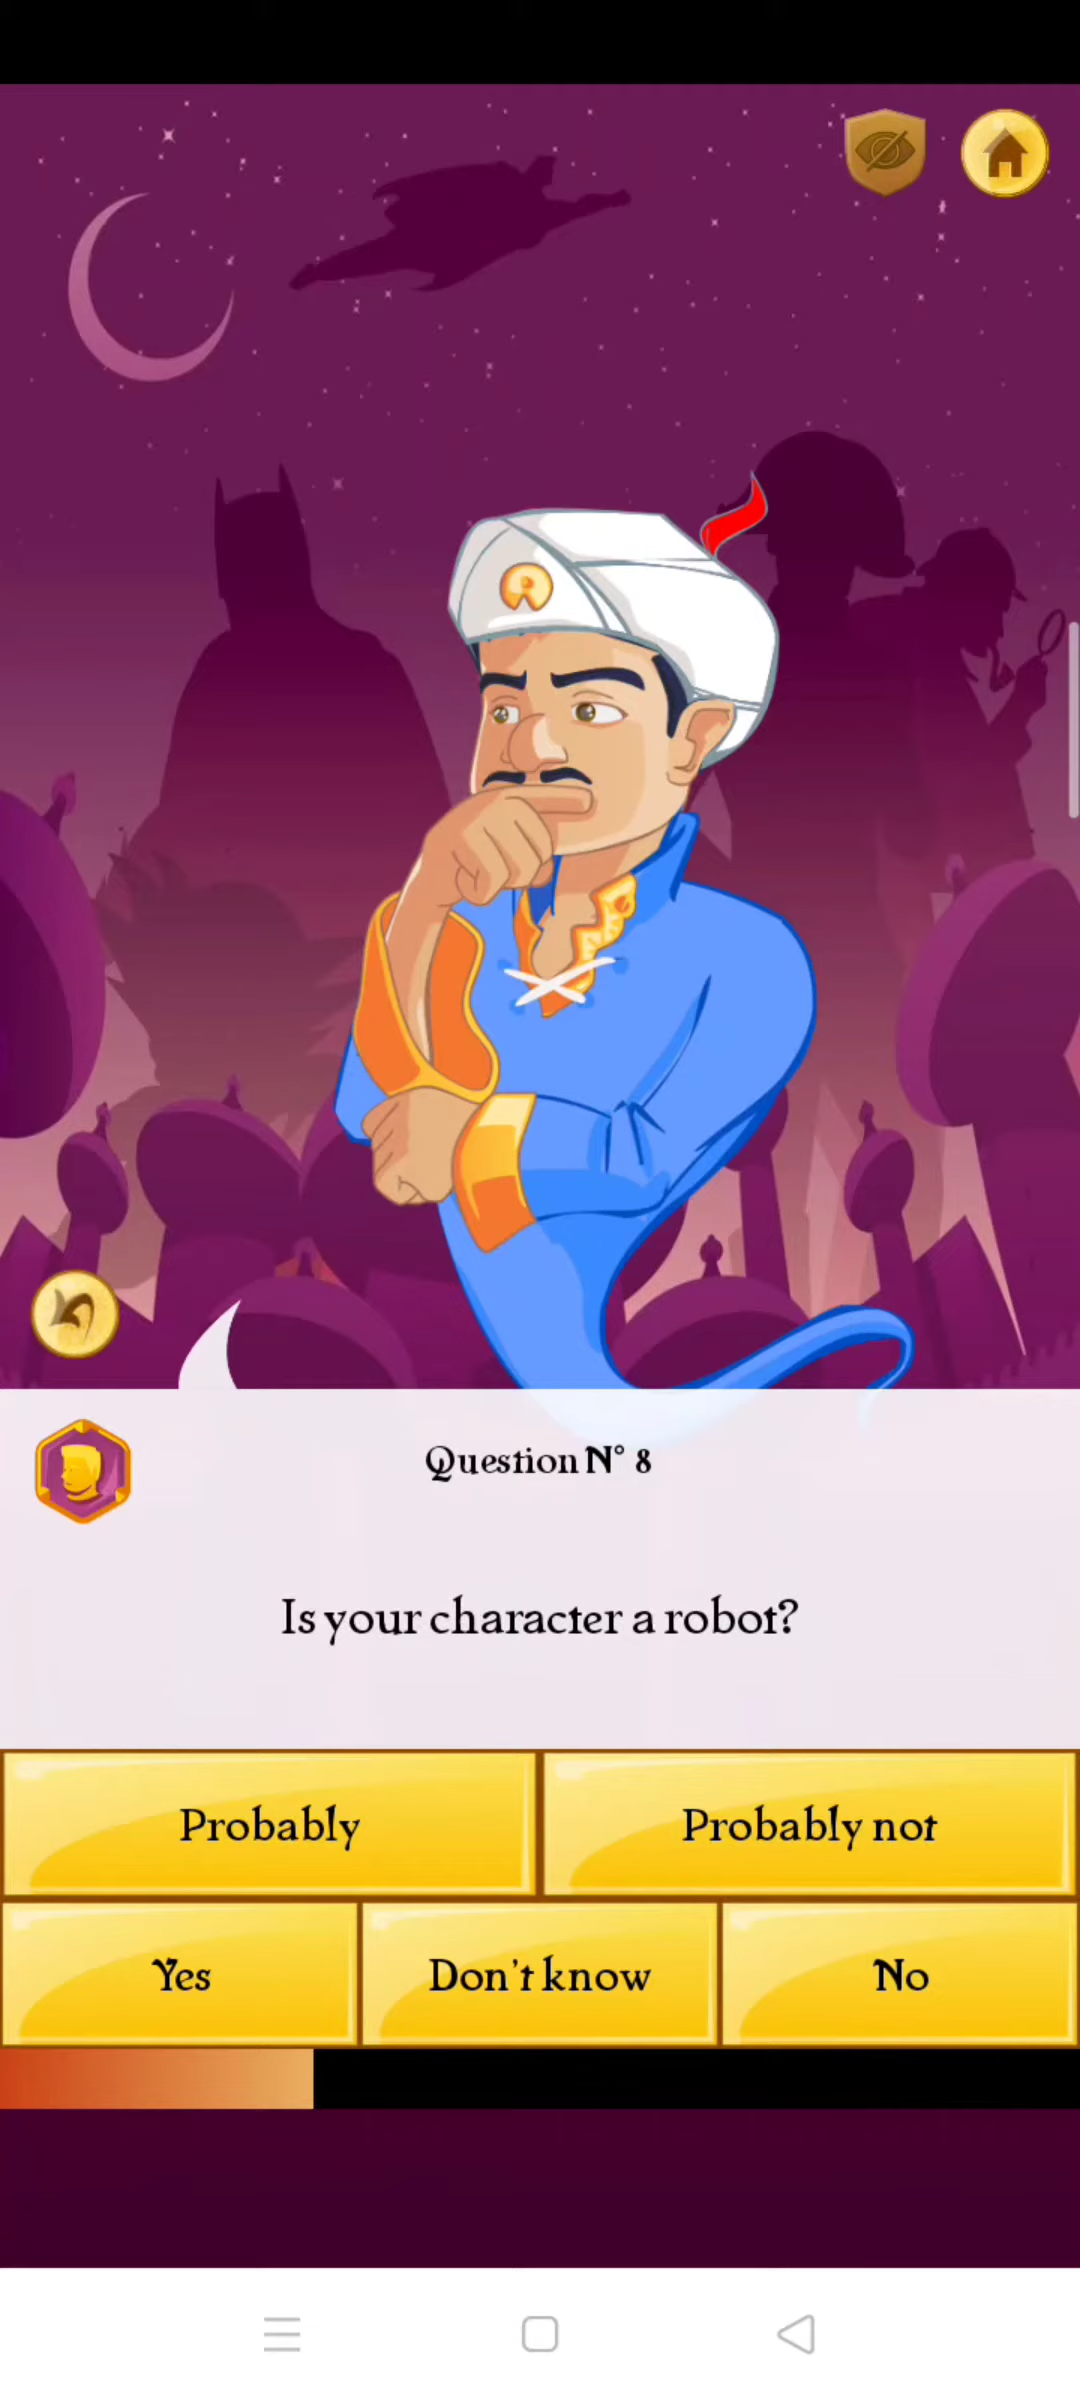 Question N° 8
Is your character a robot?
Probably
Probably not
Yes
Don't know
No